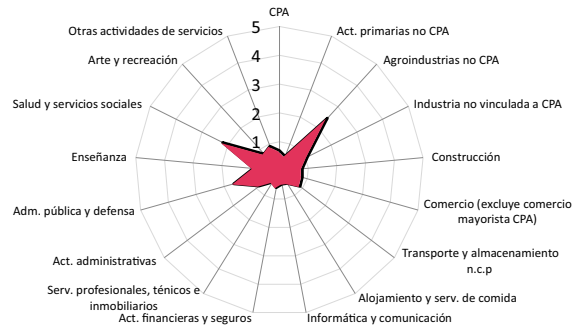 CPA
Otras actividades de servicios
Act. primarias no CPA
Arte y recreación
Agroindustrias no CPA
Salud y servicios sociales
Industria no vinculada a CPA
Enseñanza
Construcción
Adm. pública y defensa
Comercio (excluye comercio
mayorista CPA)
Act. administrativas
Transporte y almacenamiento
n.c.p
Serv. profesionales, ténicos e
inmobiliarios
Alojamiento y serv. de comida
Act. financieras y seguros
Informática y comunicación
5
4
3
2
1